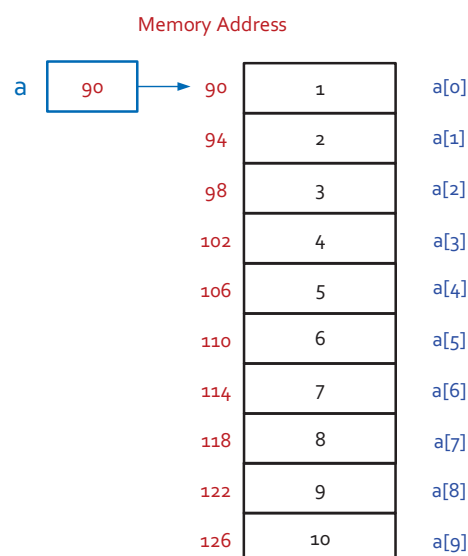 Memory Address
a 90 90 1 a[0]
94 2 a[1]
98 3 a[2]
102 4 a[3]
106 5 a[4]
110 6 a[5]
114 7 a[6]
118 8 a[7]
122 9 a[8]
126 10 a[9]